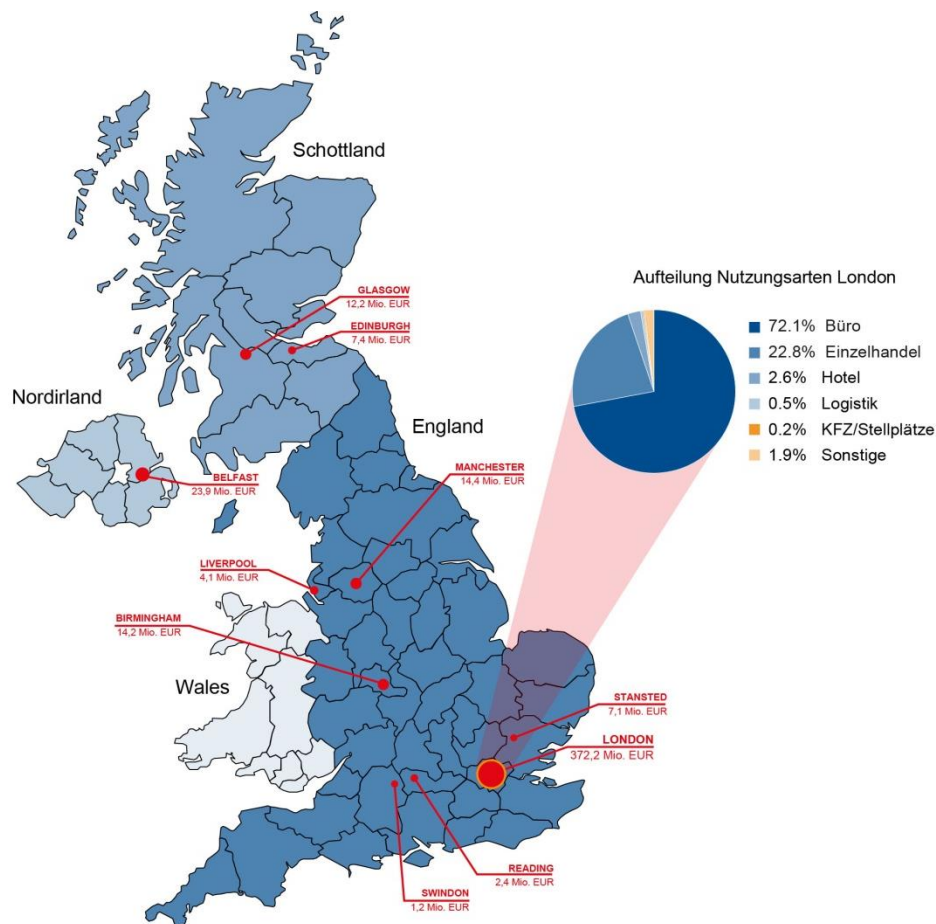 Schottland
GLASGOW
12,2 Mio. EUR
EDINBURGH
7,4 Mio. EUR
Nordirland
BELFAST
23,9 Mio. EUR
England
MANCHESTER
14,4 Mio. EUR
LIVERPOOL
4,1 Mio. EUR
BIRMINGHAM
14,2 Mio. EUR
Wales
STANSTED
7,1 Mio. EUR
LONDON
372,2 Mio. EUR
READING
2,4 Mio. EUR
SWINDON
1,2 Mio. EUR
Aufteilung Nutzungsarten London
72.1% Büro
22.8% Einzelhandel
2.6% Hotel
0.5% Logistik
0.2% KFZ/Stellplätze
1.9% Sonstige